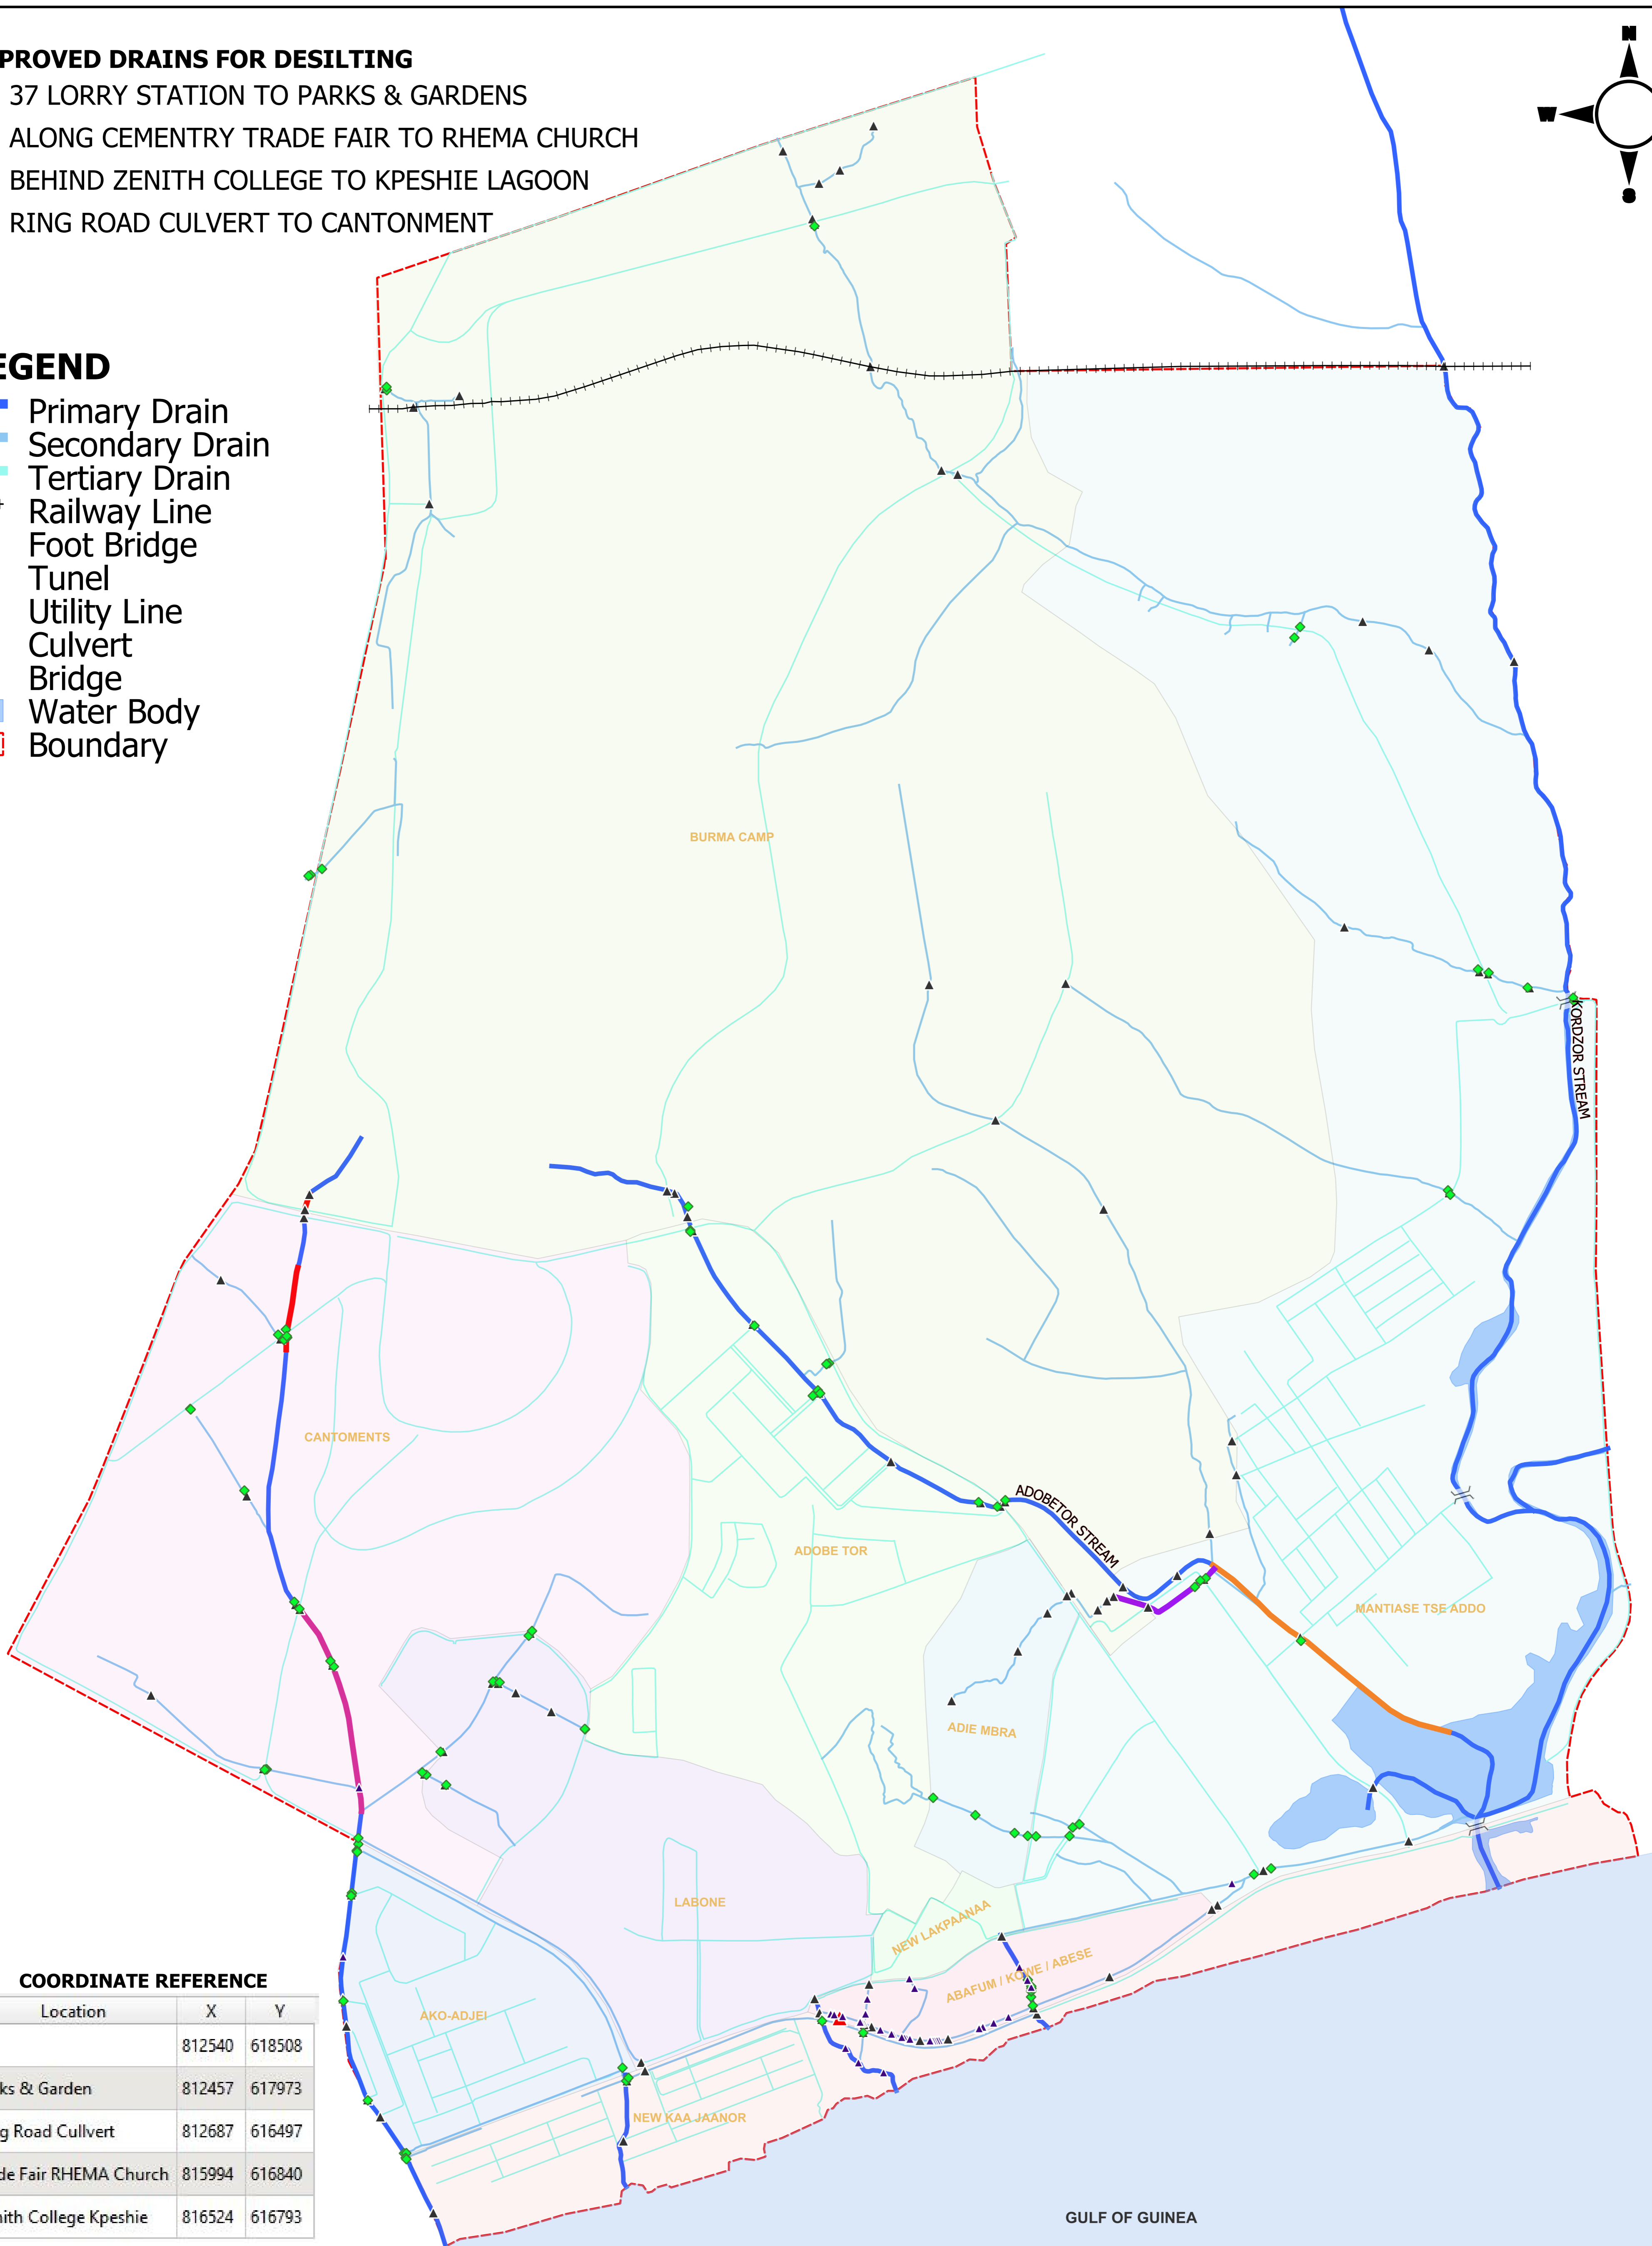 PROVED DRAINS FOR DESILTING
37 LORRY STATION TO PARKS & GARDENS
ALONG CEMENTRY TRADE FAIR TO RHEMA CHURCH
BEHIND ZENITH COLLEGE TO KPESHIE LAGOON
RING ROAD CULVERT TO CANTONMENT
N
W
S
EGEND
Primary Drain
Secondary Drain
Tertiary Drain
Railway Line
Foot Bridge
Tunel
Utility Line
Culvert
Bridge
Water Body
Boundary
BURMA CAMP
KORDZOR STREAM
CANTOMENTS
ADOBETOR STREAM
ADOBE TOR
MANTIASE TSE ADDO
ADIE MBRA
LABONE
NEW LAKPAANAA
ABAFUM / KOWE / ABESE
AKO-ADJEI
NEW KAA JAANOR
GULF OF GUINEA
COORDINATE REFERENCE
Location X Y
812540 618508
ks & Garden 812457 617973
g Road Cullvert 812687 616497
de Fair RHEMA Church 815994 616840
nith College Kpeshie 816524 616793